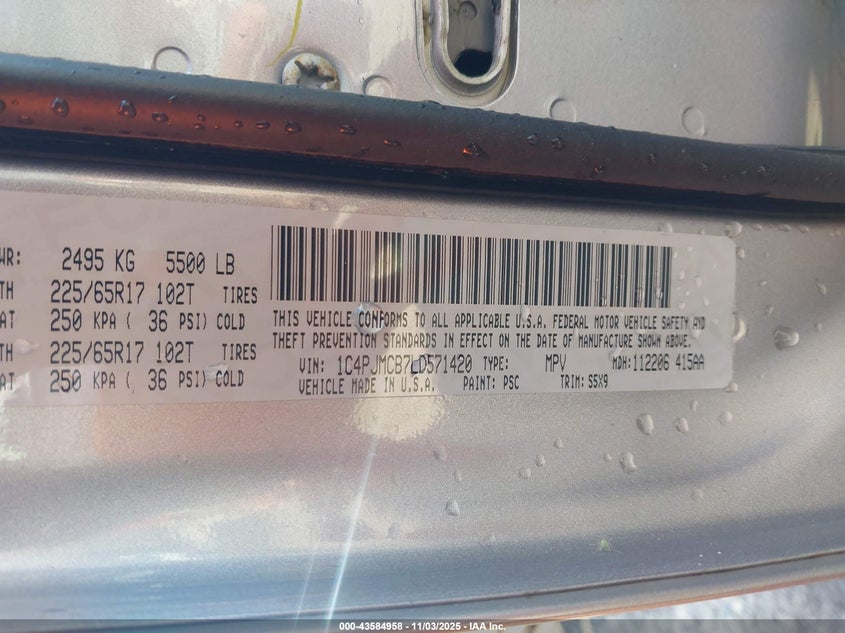 WR: 2495 KG 5500 LB
TH 225/65R17 102T TIRES
AT 250 KPA ( 36 PSI) COLD
TH 225/65R17 102T TIRES
AT 250 KPA ( 36 PSI) COLD
THIS VEHICLE CONFORMS TO ALL APPLICABLE U.S.A. FEDERAL MOTOR VEHICLE SAFETY AND
THEFT PREVENTION STANDARDS IN EFFECT ON THE DATE OF MANUFACTURE SHOWN ABOVE.
VIN: 1C4PJMCB7LD571420 TYPE: MPV MDH: 112206 415AA
VEHICLE MADE IN U.S.A. PAINT: PSC TRIM: S5X9
000-43584958 - 11/03/2025 - IAA Inc.